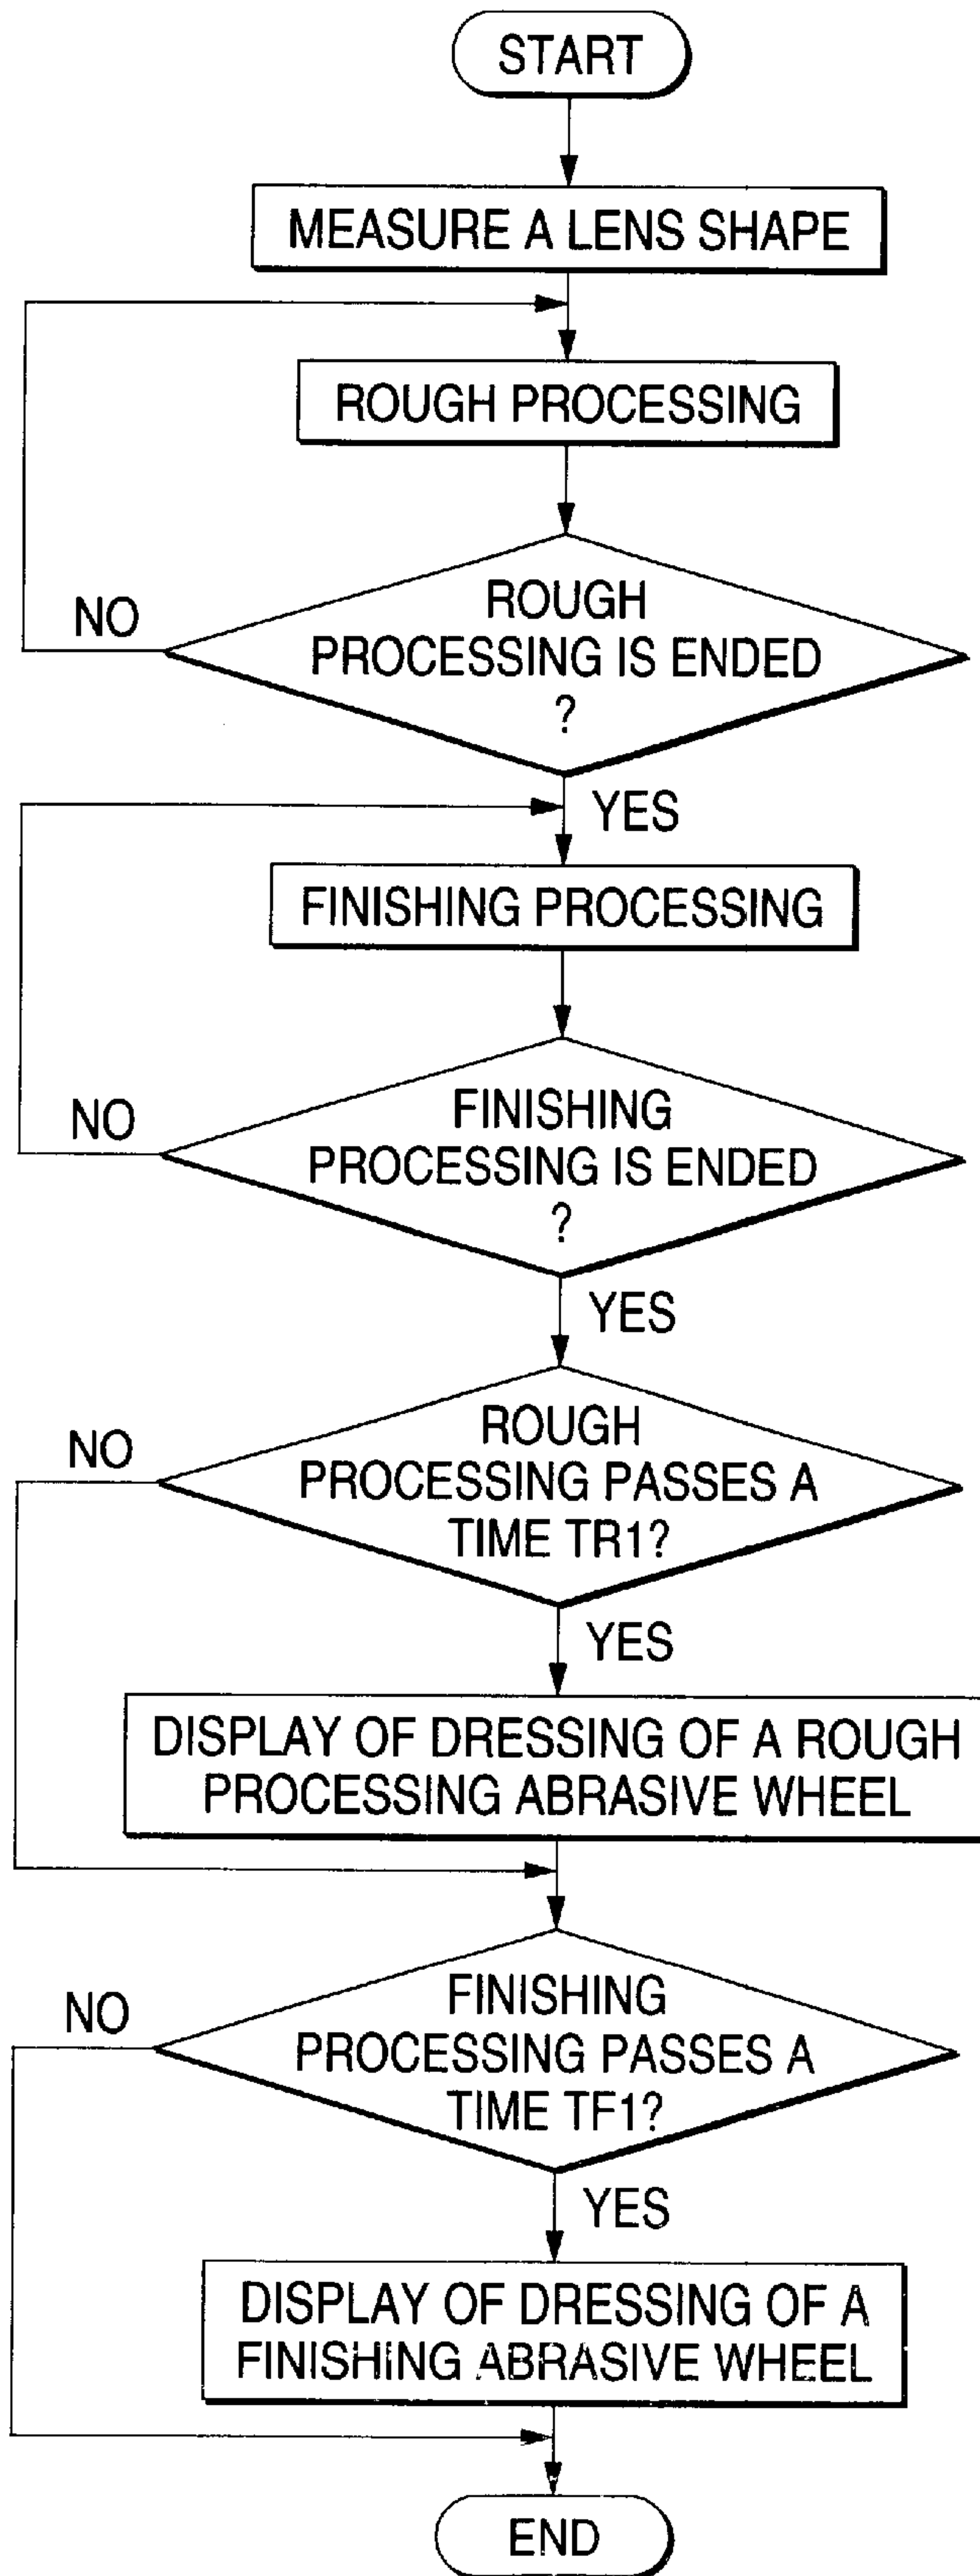 START
MEASURE A LENS SHAPE
ROUGH PROCESSING
ROUGH
PROCESSING IS ENDED
?
NO
YES
FINISHING PROCESSING
FINISHING
PROCESSING IS ENDED
?
NO
YES
ROUGH
PROCESSING PASSES A
TIME TR1?
NO
YES
DISPLAY OF DRESSING OF A ROUGH
PROCESSING ABRASIVE WHEEL
FINISHING
PROCESSING PASSES A
TIME TF1?
NO
YES
DISPLAY OF DRESSING OF A
FINISHING ABRASIVE WHEEL
END